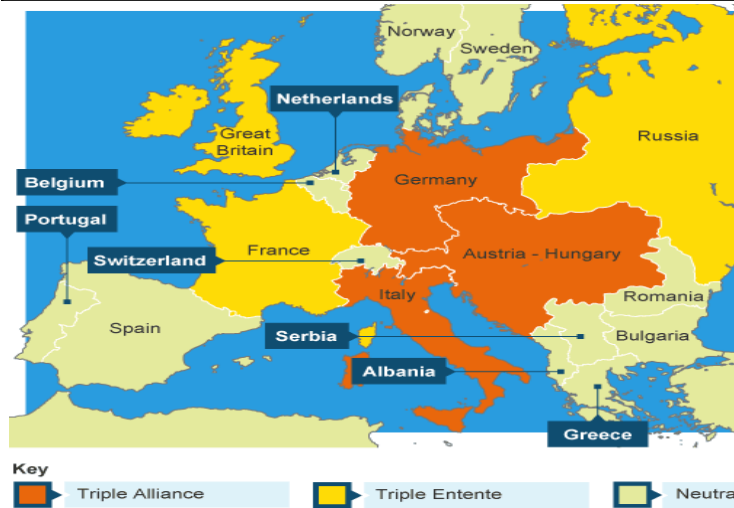 Norway
Sweden
Netherlands
Great
Britain
Russia
Belgium
Germany
Portugal
Switzerland
France
Austria - Hungary
Italy
Romania
Spain
Serbia
Bulgaria
Albania
Greece
Key
Triple Alliance
Triple Entente
Neutra